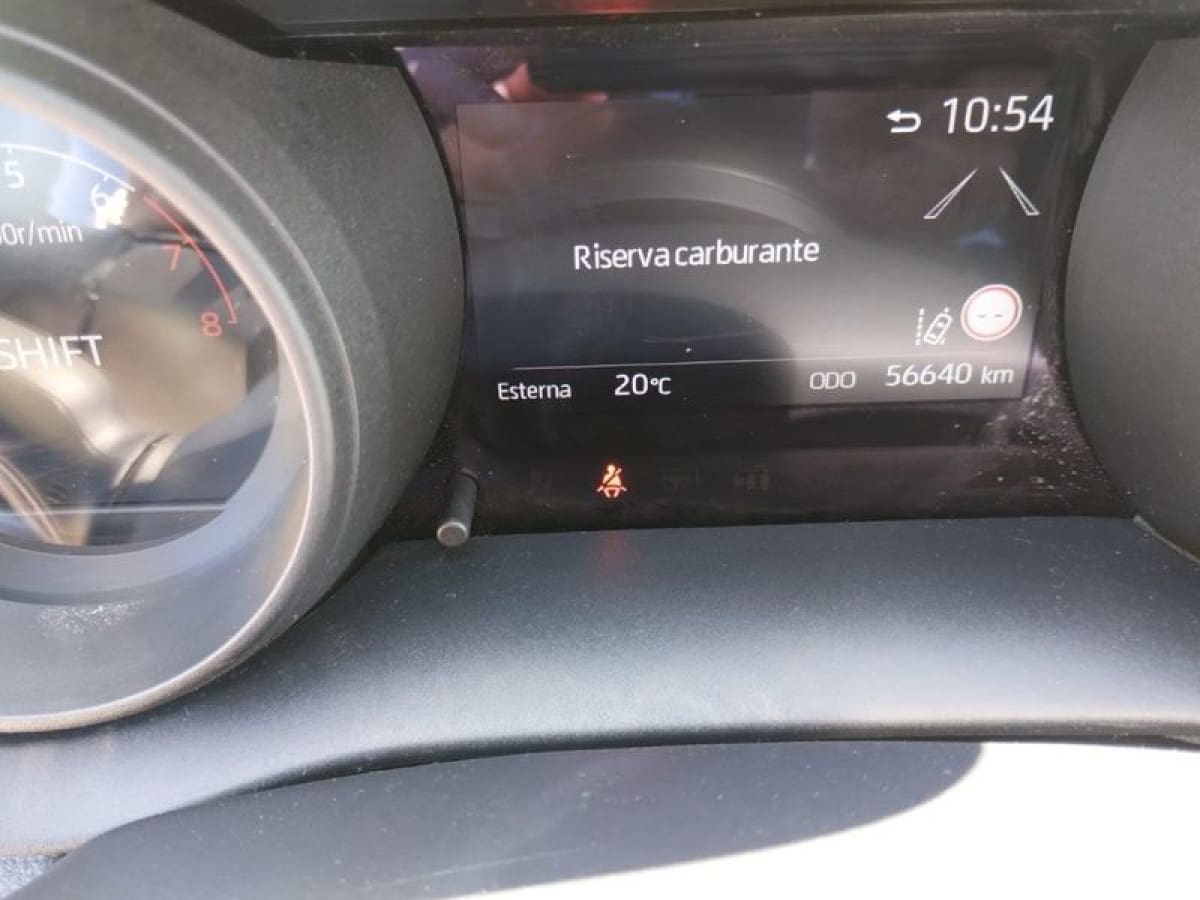 10:54
5
6
0r/min
7
8
SHIFT
Riserva carburante
Esterna 20°C ODO 56640 km